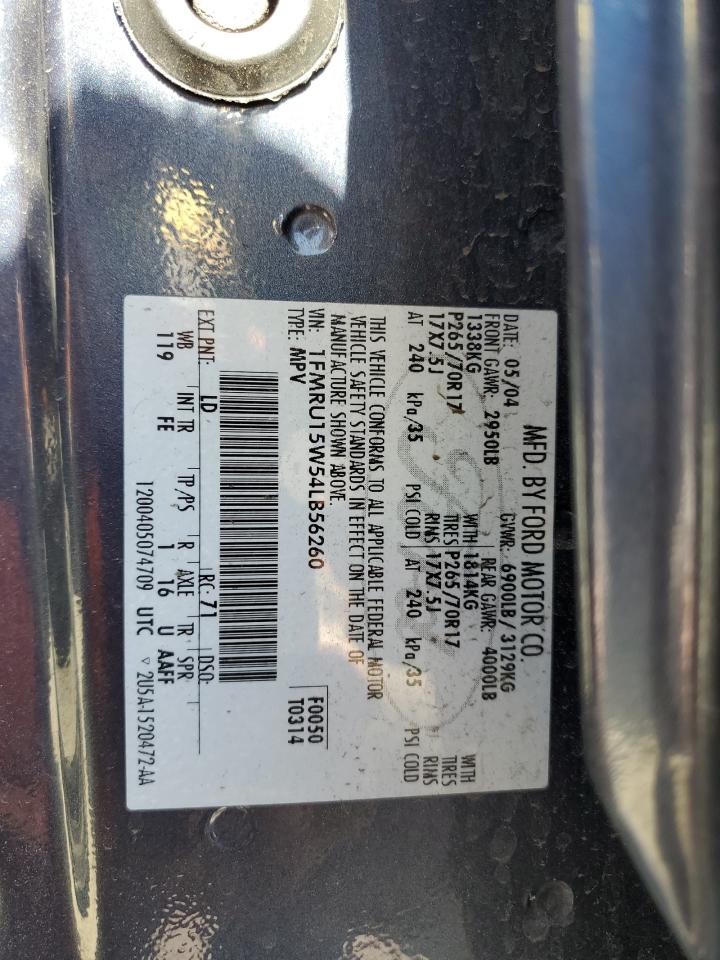 MFD. BY FORD MOTOR CO.
DATE: 05/04 GVWR: 6900LB/ 3129KG
FRONT GAWR: 2950LB REAR GAWR: 4000LB
1338KG WITH 1814KG WITH
P265/70R17 TIRES P265/70R17 TIRES
17X7.5J RIMS 17X7.5J RIMS
AT 240 kPa/35 PSI COLD AT 240 kPa/35 PSI COLD
THIS VEHICLE CONFORMS TO ALL APPLICABLE FEDERAL MOTOR
VEHICLE SAFETY STANDARDS IN EFFECT ON THE DATE OF
MANUFACTURE SHOWN ABOVE.
VIN: 1FMRU15W54LB56260 F0050
TYPE: MPV T0314
EXT PNT: LD RC: 71 DSO:
WB INT TR TP/PS R AXLE TR SPR
119 FE 1 16 U AAFF
1200405074709 UTC ▽ 2U5A-1520472-AA